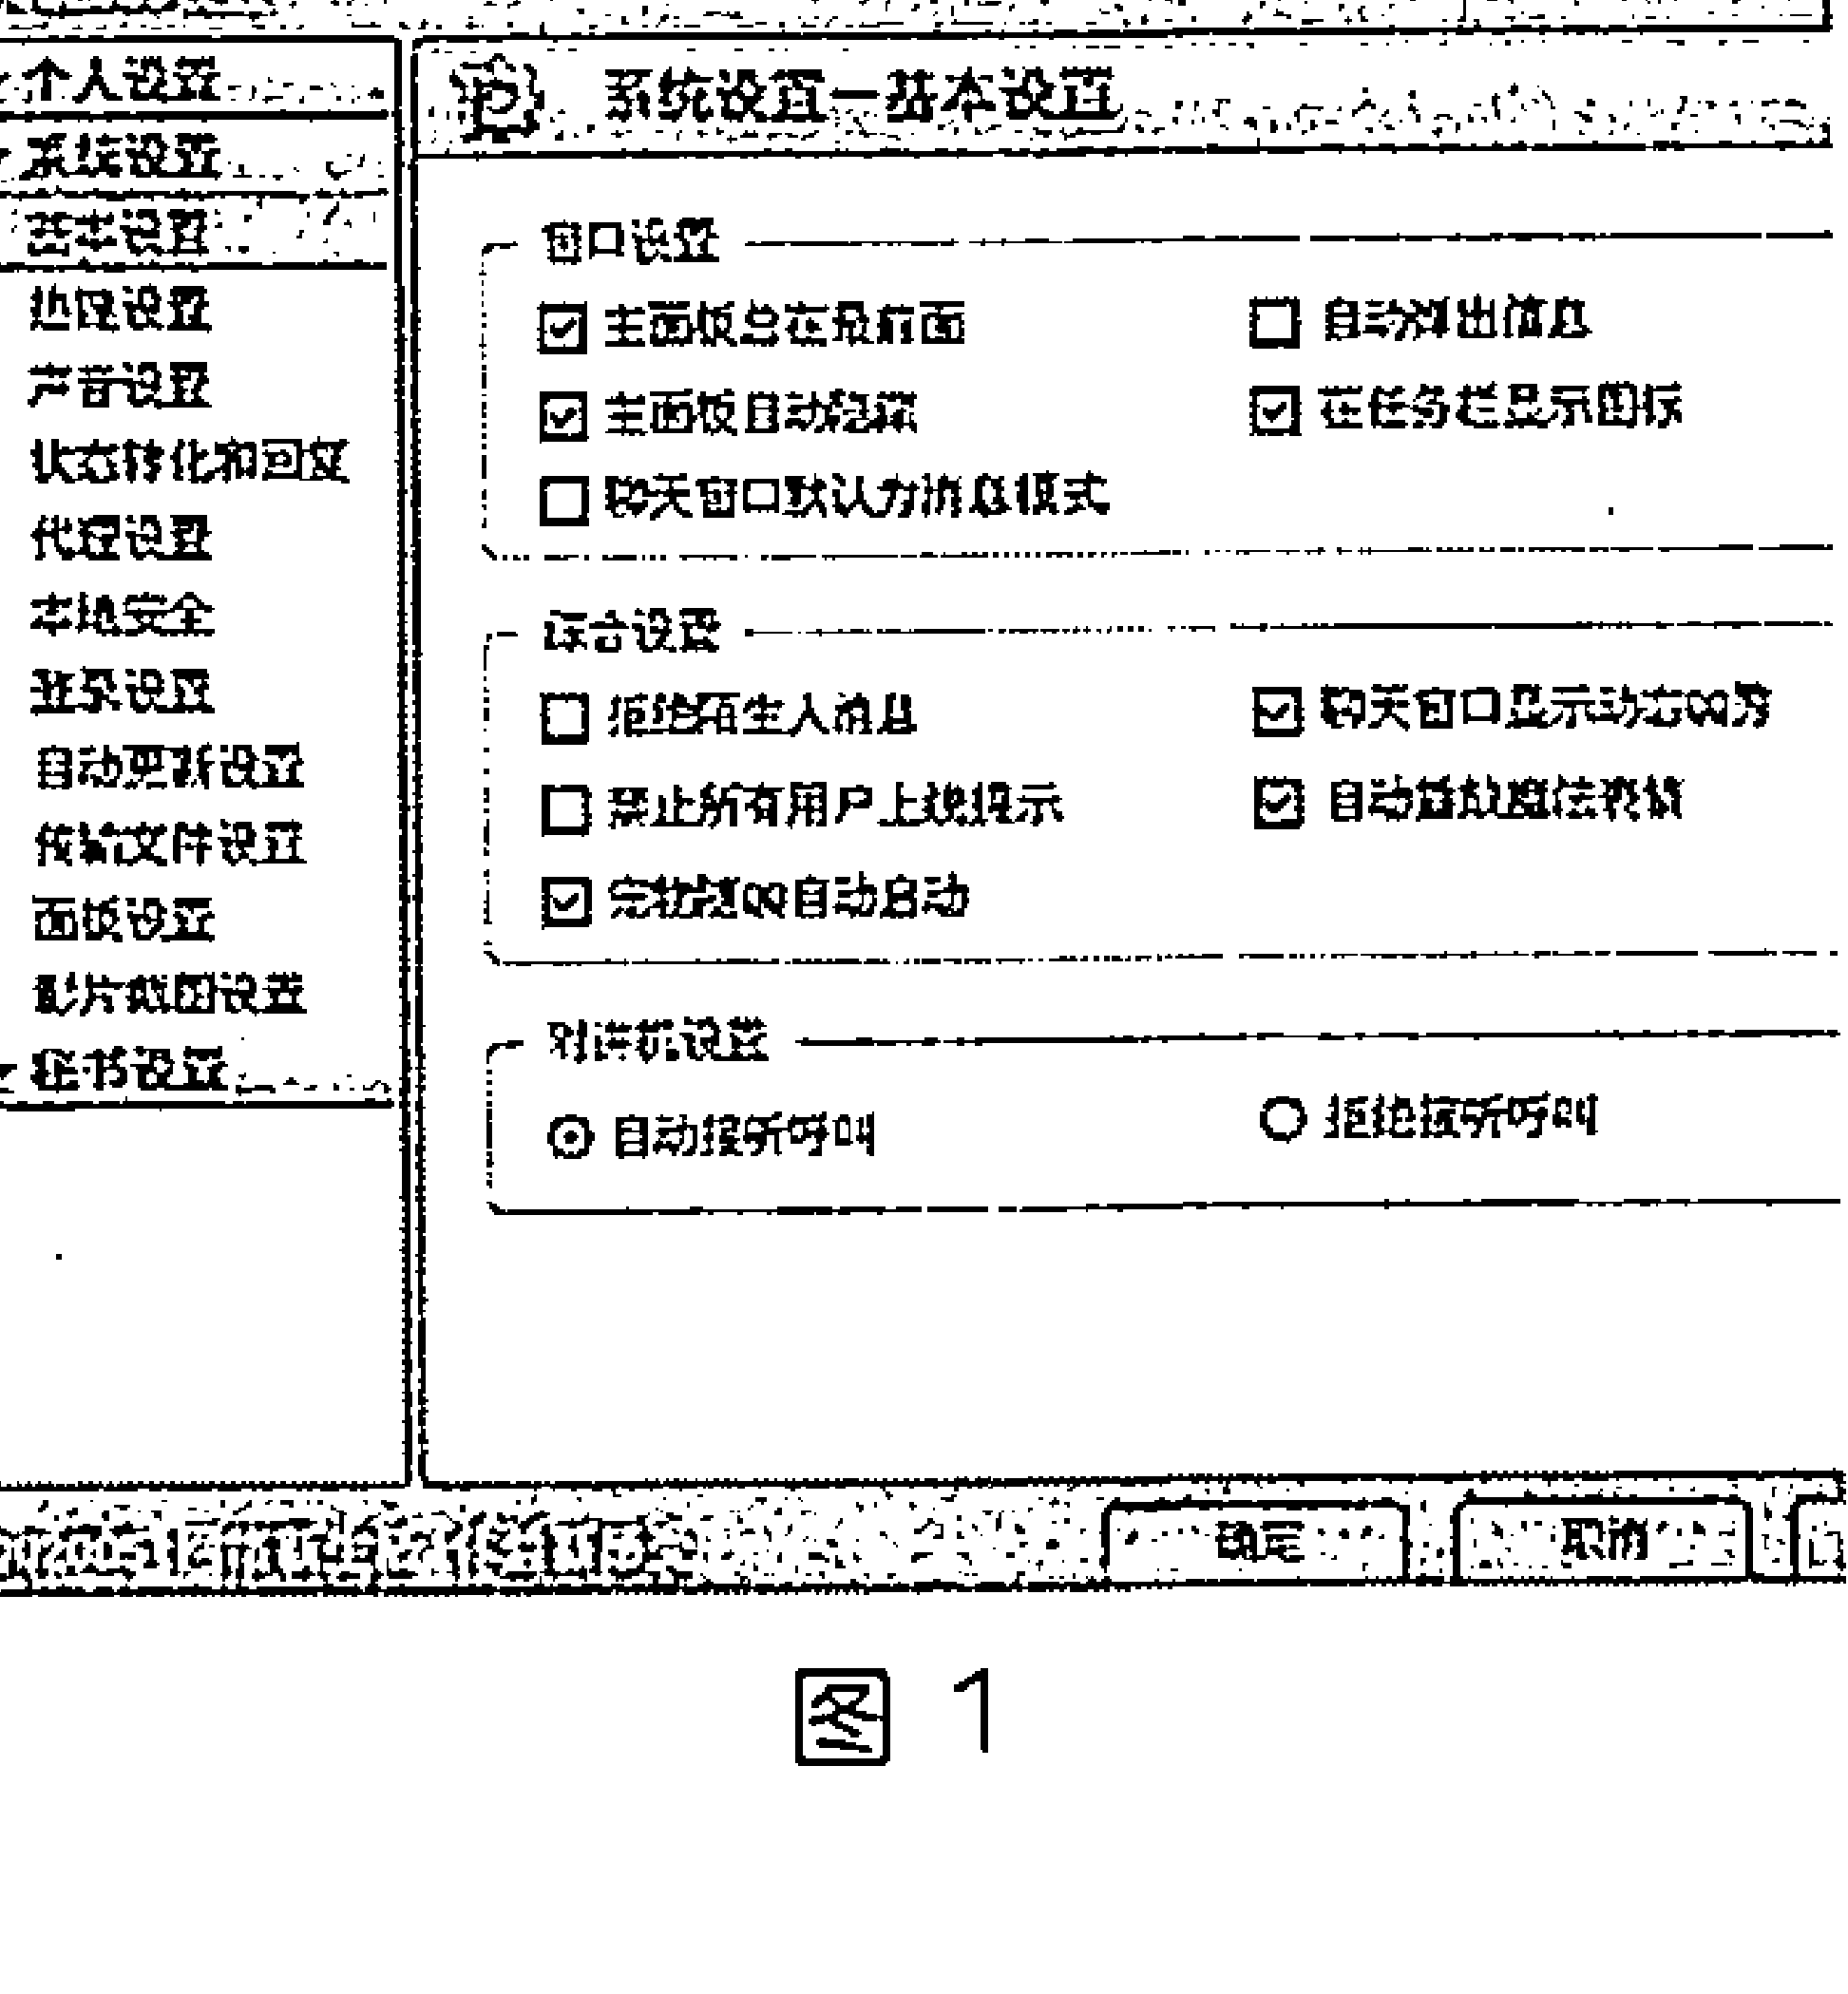 个人设置
系统设置
基本设置
热键设置
声音设置
状态转化和回复
代理设置
本地安全
登录设置
自动更新设置
传输文件设置
面板设置
影片截图设置
证书设置
系统设置—基本设置
窗口设置
主面板总在最前面
自动弹出信息
主面板自动隐藏
在任务栏显示图标
聊天窗口默认为消息模式
综合设置
拒绝陌生人消息
聊天窗口显示动态QQ秀
禁止所有用户上线提示
自动播放魔法表情
宠物随QQ自动启动
对讲机设置
自动接听呼叫
拒绝接听呼叫
确定
取消
图 1